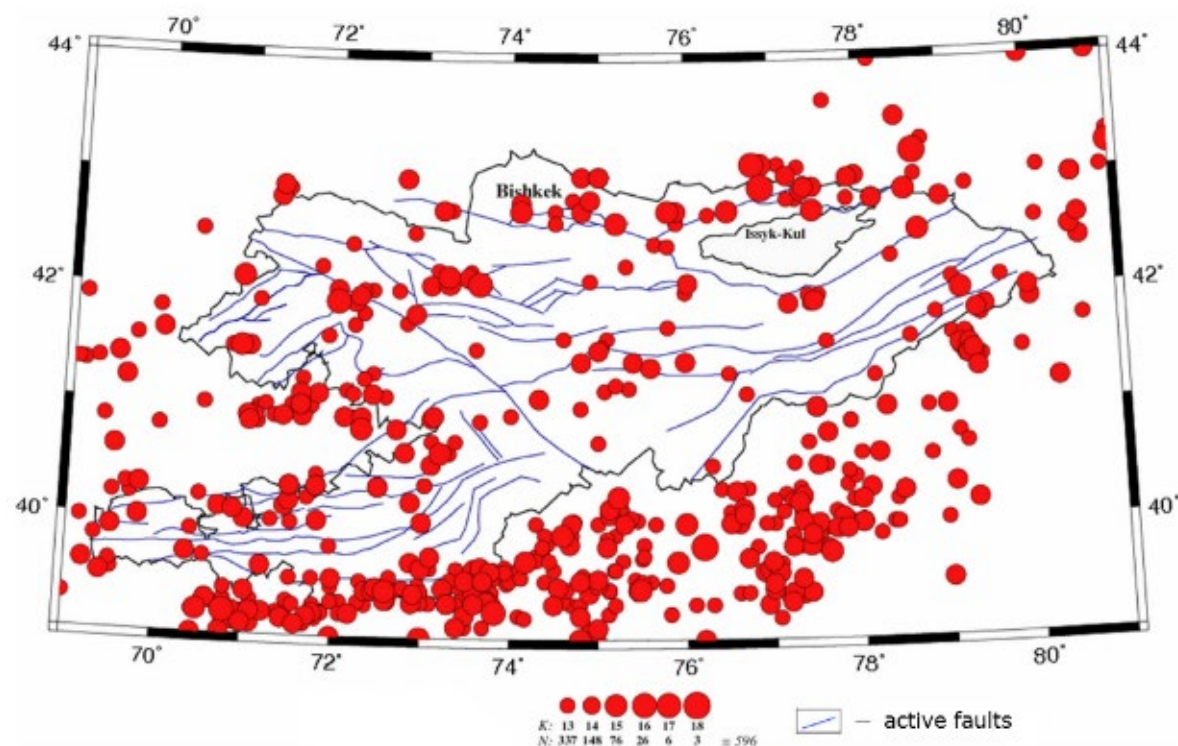 70° 72° 74° 76° 78° 80°
44° 44°
Bishkek
Issyk-Kul
42° 42°
40° 40°
70° 72° 74° 76° 78° 80°
K: 13 14 15 16 17 18
N: 337 148 76 26 6 3 = 596
— active faults